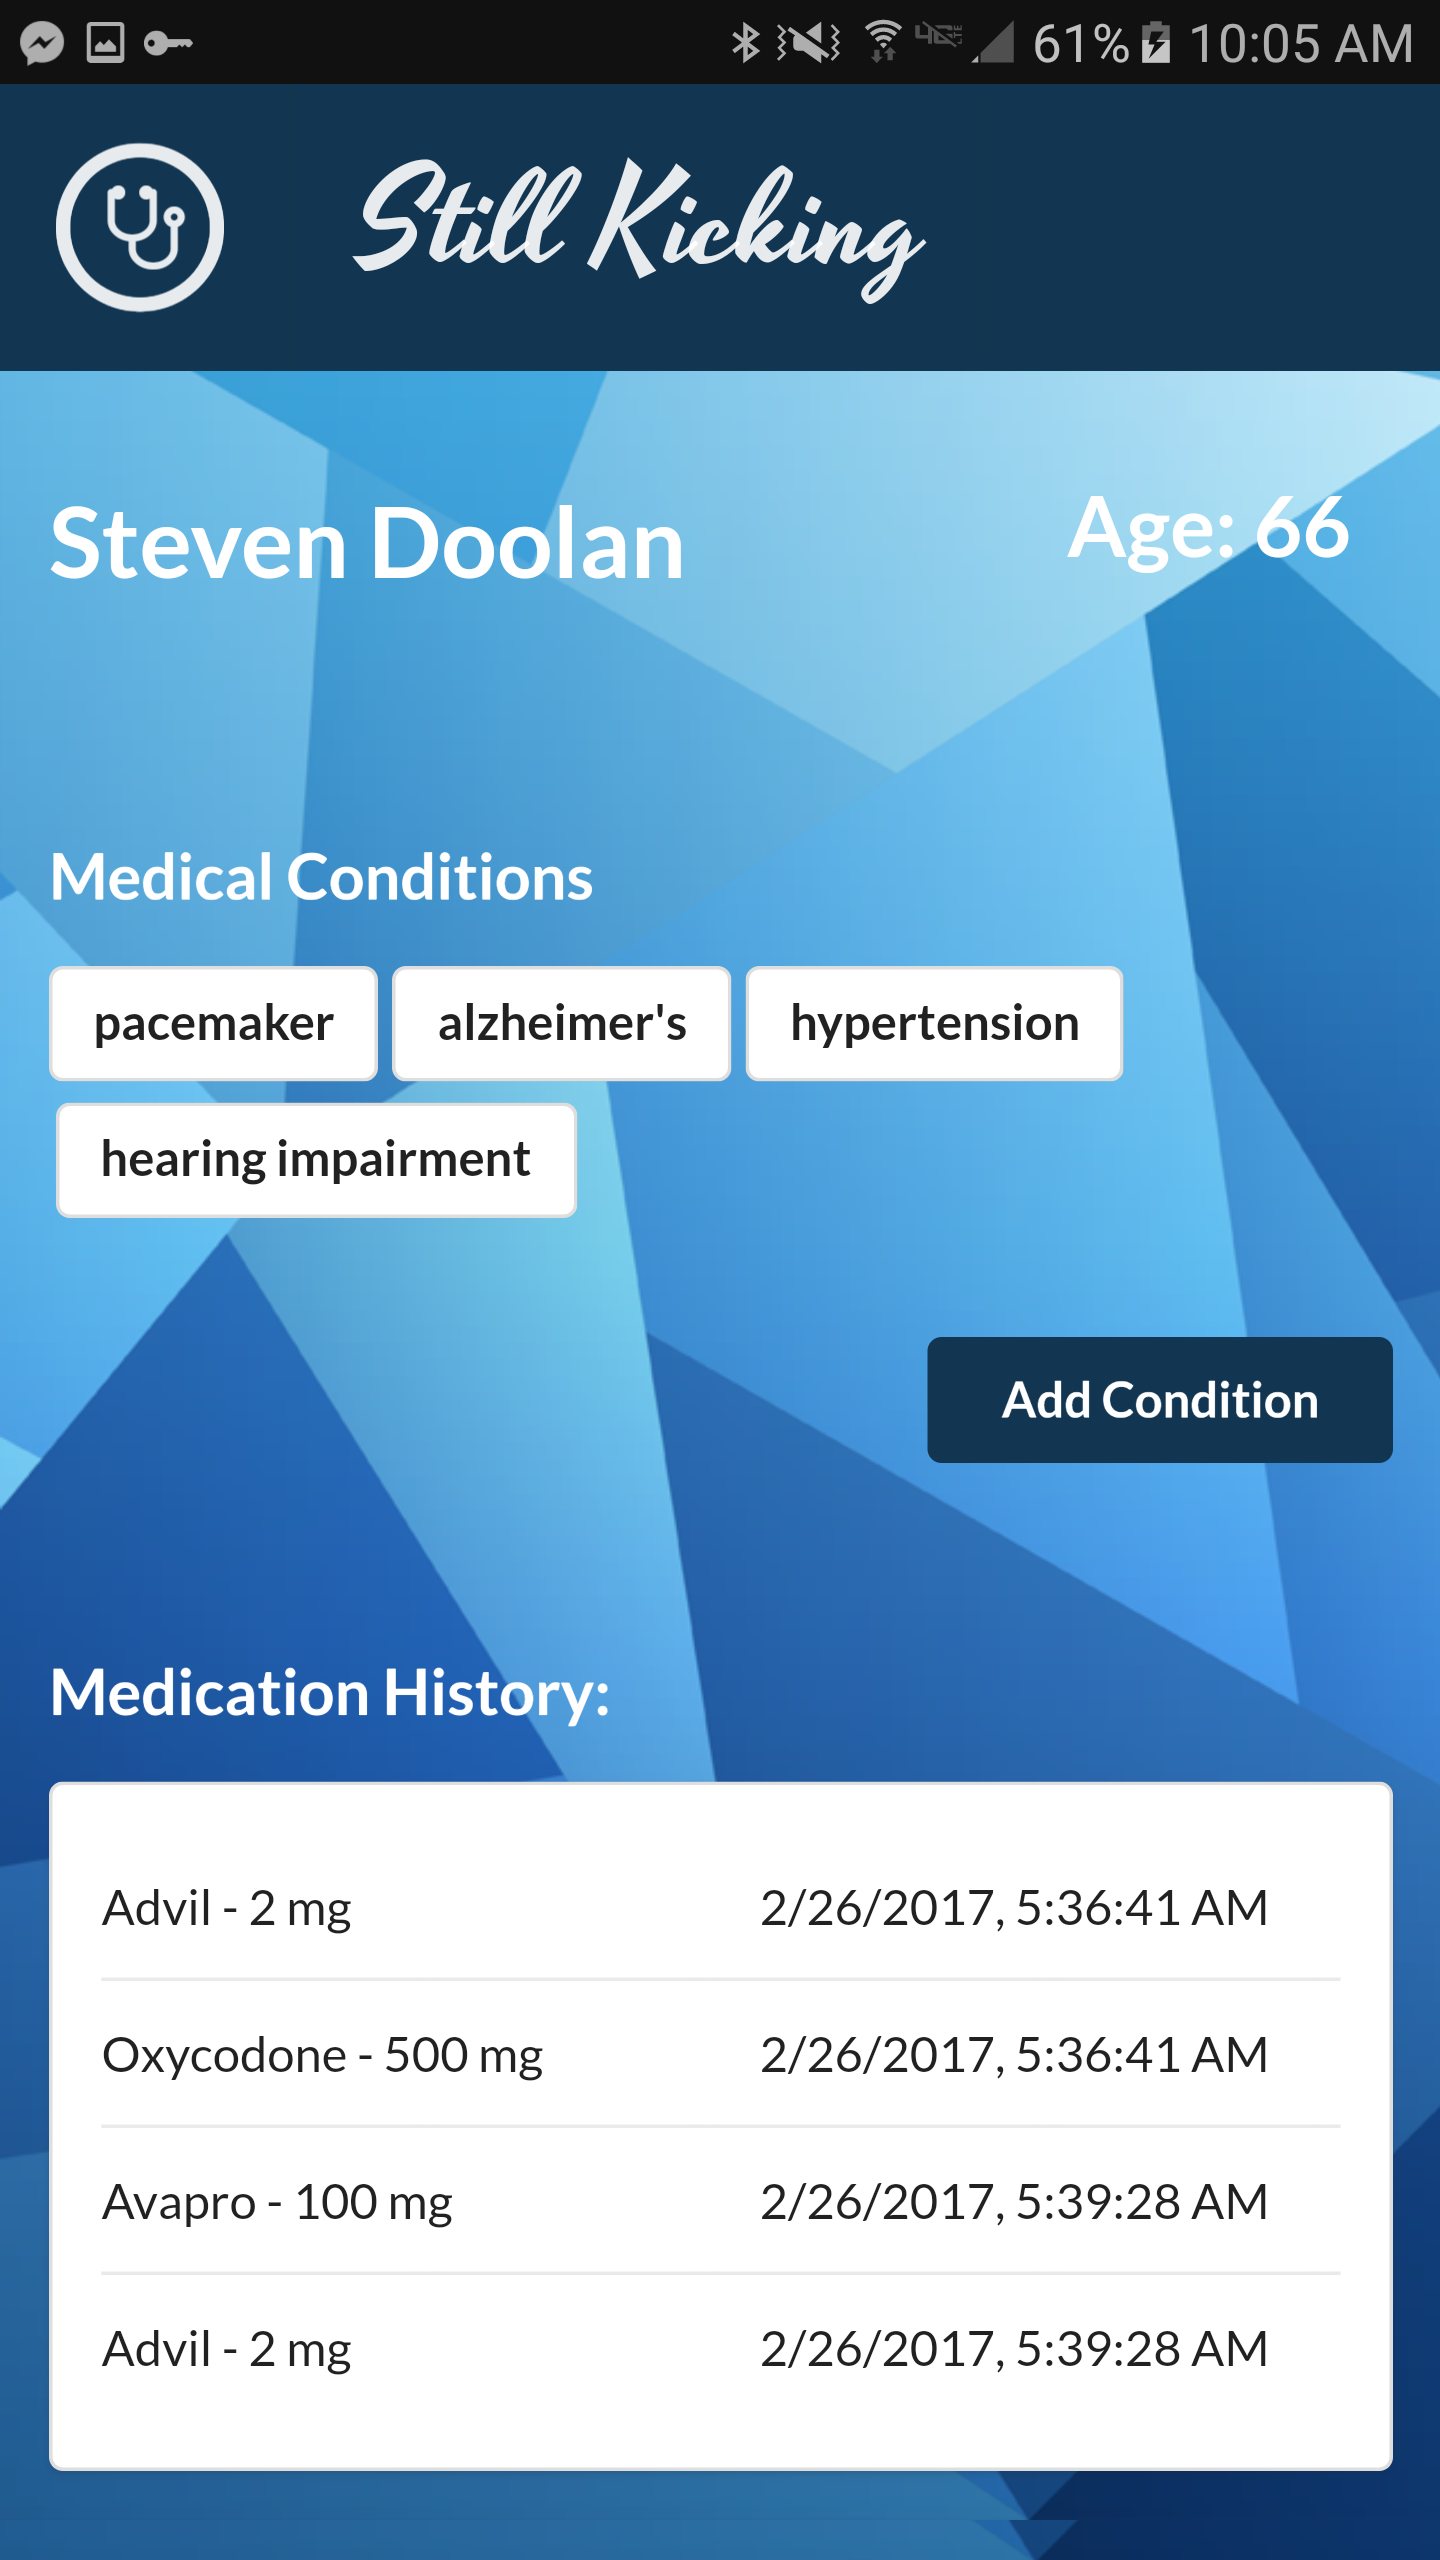 61% 10:05 AM
Still Kicking
Steven Doolan
Age: 66
Medical Conditions
pacemaker alzheimer's hypertension
hearing impairment
Add Condition
Medication History:
Advil - 2 mg 2/26/2017, 5:36:41 AM
Oxycodone - 500 mg 2/26/2017, 5:36:41 AM
Avapro - 100 mg 2/26/2017, 5:39:28 AM
Advil - 2 mg 2/26/2017, 5:39:28 AM